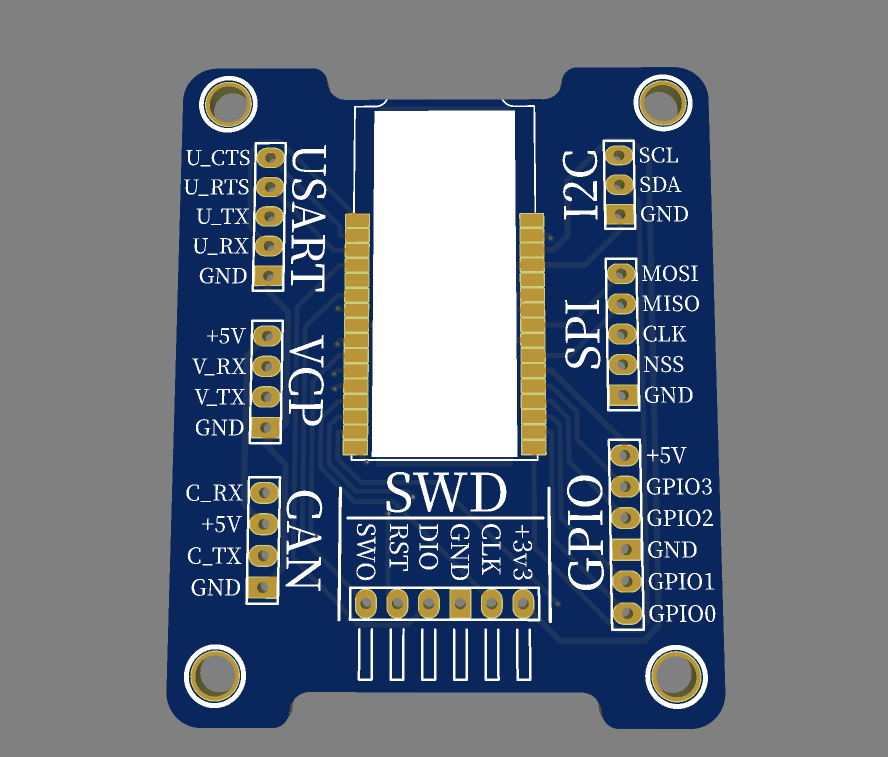 U_CTS
U_RTS
U_TX
U_RX
GND
USART
+5V
V_RX
V_TX
GND
VCP
C_RX
+5V
C_TX
GND
CAN
SWD
SWO
RST
DIO
GND
CLK
+3v3
I2C
SCL
SDA
GND
SPI
MOSI
MISO
CLK
NSS
GND
GPIO
+5V
GPIO3
GPIO2
GND
GPIO1
GPIO0